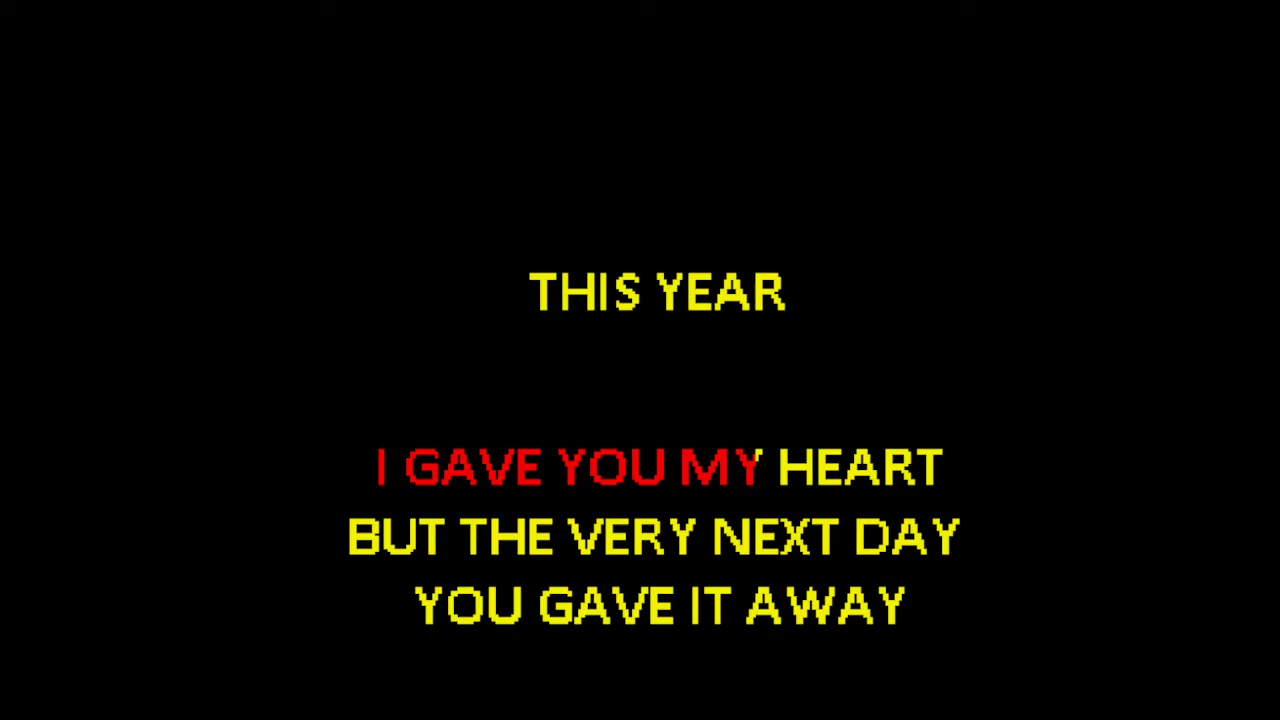 THIS YEAR
I GAVE YOU MY HEART
BUT THE VERY NEXT DAY
YOU GAVE IT AWAY